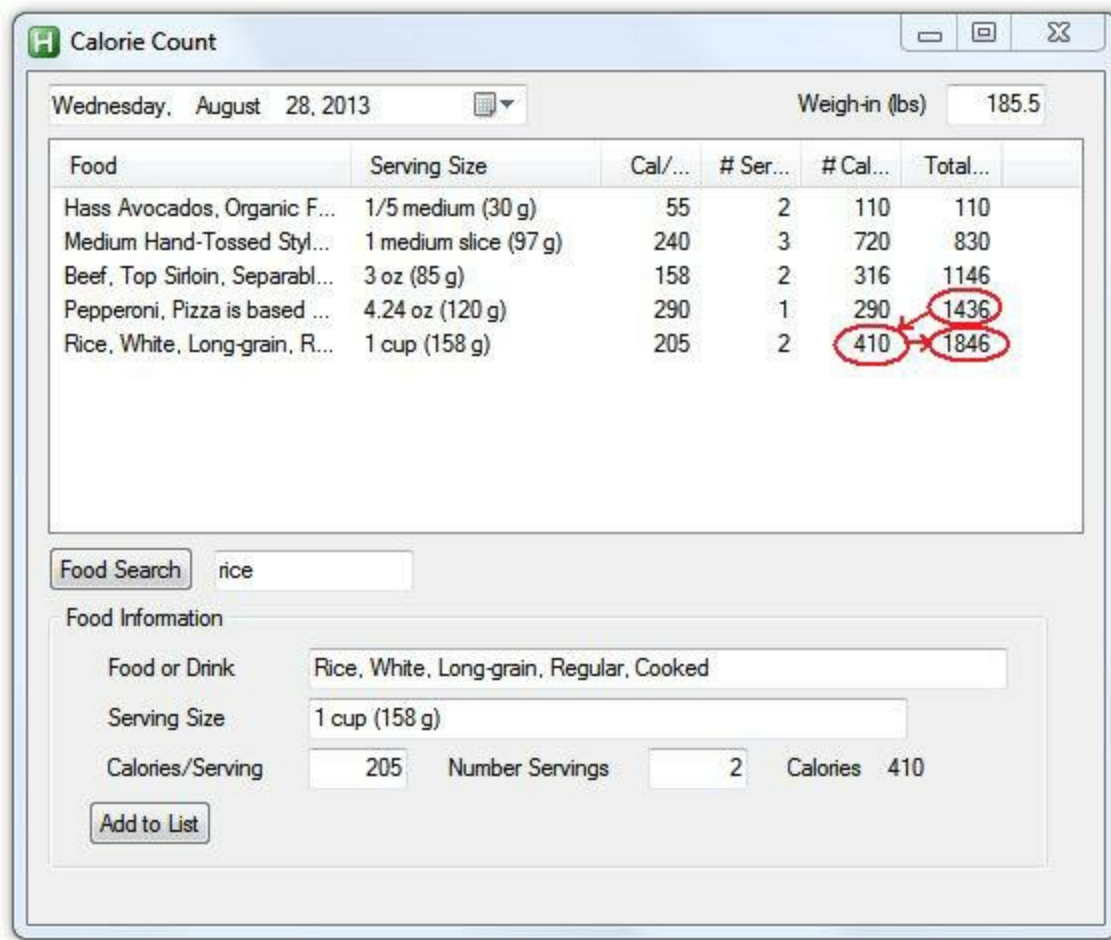 H Calorie Count
Wednesday, August 28, 2013 Weigh-in (lbs) 185.5
Food Serving Size Cal/... # Ser... # Cal... Total...
Hass Avocados, Organic F... 1/5 medium (30 g) 55 2 110 110
Medium Hand-Tossed Styl... 1 medium slice (97 g) 240 3 720 830
Beef, Top Sirloin, Separabl... 3 oz (85 g) 158 2 316 1146
Pepperoni, Pizza is based ... 4.24 oz (120 g) 290 1 290 1436
Rice, White, Long-grain, R... 1 cup (158 g) 205 2 410 1846
Food Search rice
Food Information
Food or Drink Rice, White, Long-grain, Regular, Cooked
Serving Size 1 cup (158 g)
Calories/Serving 205 Number Servings 2 Calories 410
Add to List